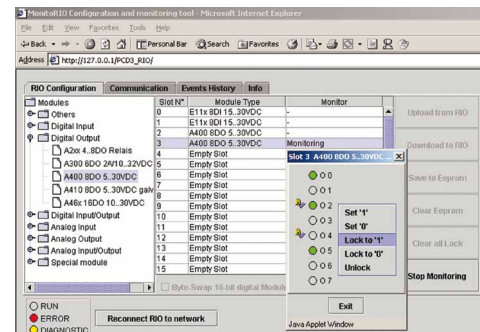 MonitoRIO Configuration and monitoring tool - Microsoft Internet Explorer
File Edit View Favorites Tools Help
Back Personal Bar Search Favorites
Address http://127.0.0.1/PCD3_RIO/
RIO Configuration Communication Events History Info
Modules
Others
Digital Input
Digital Output
A2xx 4..8DO Relais
A300 6DO 2A/10..32VDC
A400 8DO 5..30VDC
A410 8DO 5..30VDC galv
A46x 16DO 10..30VDC
Digital Input/Output
Analog Input
Analog Output
Analog Input/Output
Special module
Slot N° Module Type Monitor
0 E11x 8DI 15..30VDC -
1 E11x 8DI 15..30VDC -
2 A400 8DO 5..30VDC -
3 A400 8DO 5..30VDC Monitoring
4 Empty Slot
5 Empty Slot
6 Empty Slot
7 Empty Slot
8 Empty Slot
9 Empty Slot
10 Empty Slot
11 Empty Slot
12 Empty Slot
13 Empty Slot
14 Empty Slot
15 Empty Slot
Byte-Swap 16-bit digital Module
Slot 3 A400 8DO 5..30VDC ...
O 0
O 1
O 2
O 3
O 4
O 5
O 6
O 7
Set '1'
Set '0'
Lock to '1'
Lock to '0'
Unlock
Exit
Java Applet Window
Upload from RIO
Download to RIO
Save to Eeprom
Clear Eeprom
Clear all Lock
Stop Monitoring
RUN
ERROR
DIAGNOSTIC
Reconnect RIO to network